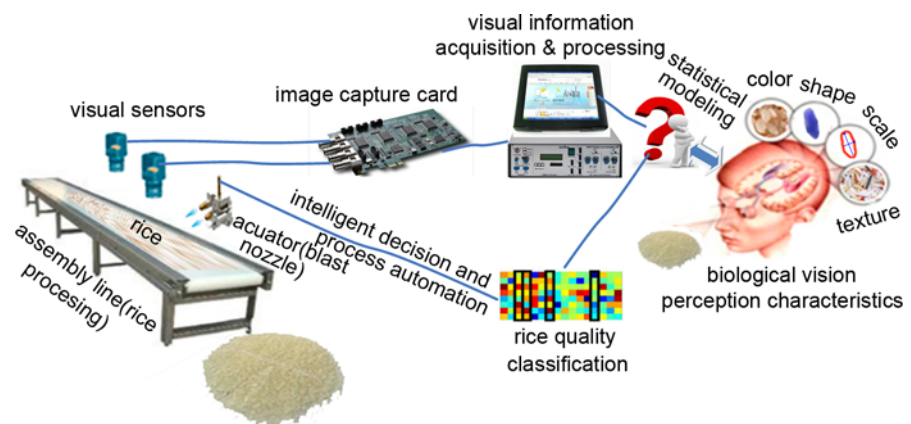 visual information
acquisition & processing
statistical
modeling
color
shape
scale
texture
image capture card
visual sensors
rice
assembly line(rice
procesing)
acuator(blast
nozzle)
intelligent decision and
process automation
rice quality
classification
biological vision
perception characteristics